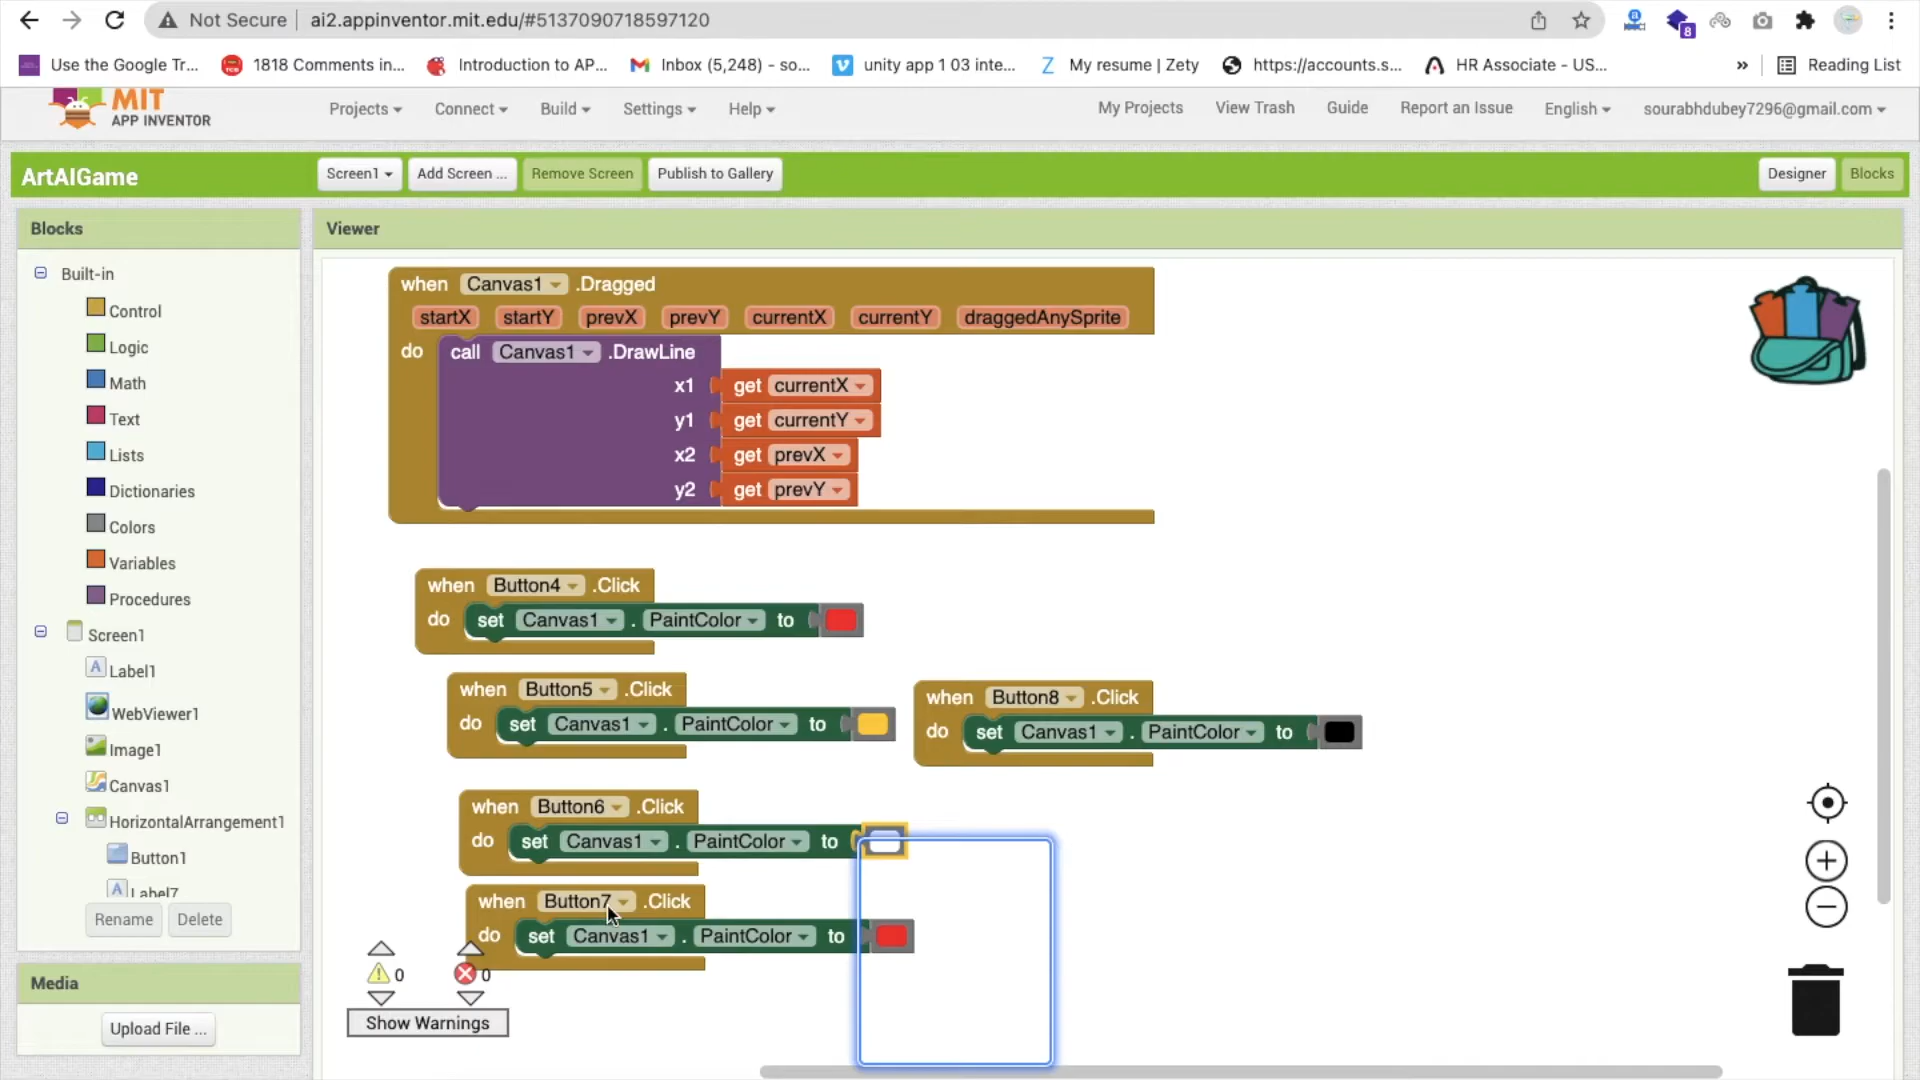 Not Secure
ai2.appinventor.mit.edu/#5137090718597120
8
Use the Google Tr...
1818 Comments in...
Introduction to AP...
Inbox (5,248) - so...
unity app 1 03 inte...
My resume | Zety
https://accounts.s...
HR Associate - US...
»
Reading List
MIT
APP INVENTOR
Projects
Connect
Build
Settings
Help
My Projects
View Trash
Guide
Report an Issue
English
sourabhdubey7296@gmail.com
ArtAIGame
Screen1
Add Screen ...
Remove Screen
Publish to Gallery
Designer
Blocks
Blocks
Viewer
Built-in
Control
Logic
Math
Text
Lists
Dictionaries
Colors
Variables
Procedures
Screen1
Label1
WebViewer1
Image1
Canvas1
HorizontalArrangement1
Button1
Label7
Rename
Delete
Media
Upload File ...
when Canvas1 .Dragged
startX startY prevX prevY currentX currentY draggedAnySprite
do call Canvas1 .DrawLine
x1 get currentX
y1 get currentY
x2 get prevX
y2 get prevY
when Button4 .Click
do set Canvas1 . PaintColor to
when Button5 .Click
do set Canvas1 . PaintColor to
when Button8 .Click
do set Canvas1 . PaintColor to
when Button6 .Click
do set Canvas1 . PaintColor to
when Button7 .Click
do set Canvas1 . PaintColor to
0
0
Show Warnings